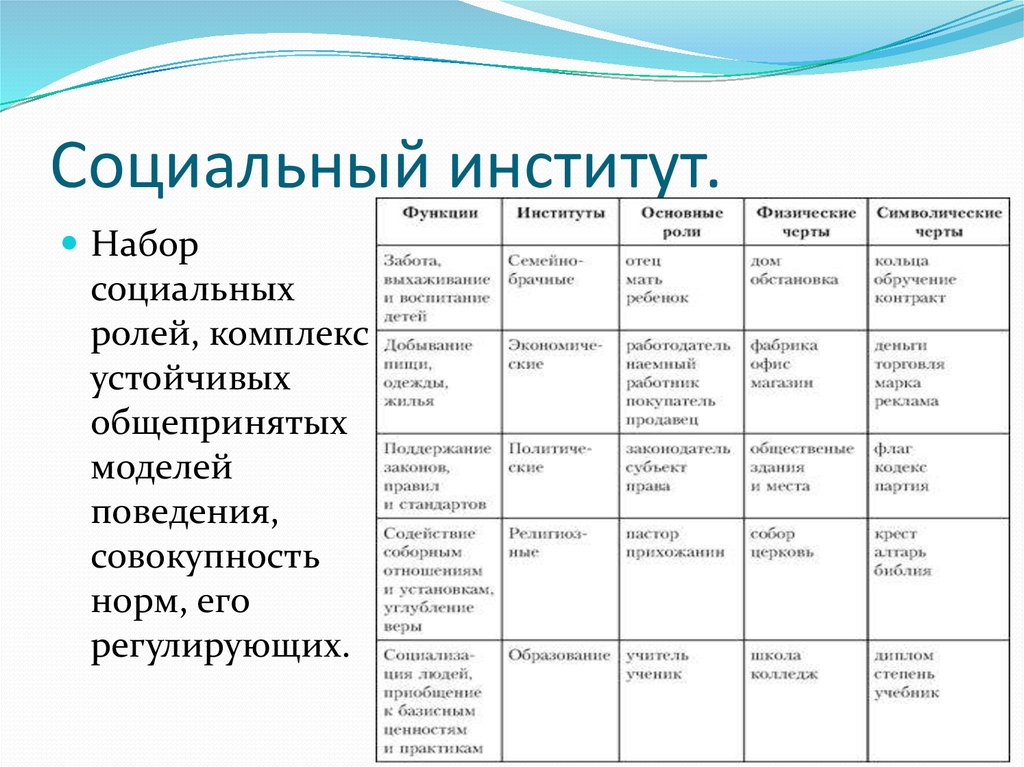 Социальный институт.
• Набор
социальных
ролей, комплекс
устойчивых
общепринятых
моделей
поведения,
совокупность
норм, его
регулирующих.
Функции | Институты | Основные роли | Физические черты | Символические черты
Забота, выхаживание и воспитание детей | Семейно-брачные | отец мать ребенок | дом обстановка | кольца обручение контракт
Добывание пищи, одежды, жилья | Экономиче-ские | работодатель наемный работник покупатель продавец | фабрика офис магазин | деньги торговля марка реклама
Поддержание законов, правил и стандартов | Политиче-ские | законодатель субъект права | общественые здания и места | флаг кодекс партия
Содействие соборным отношениям и установкам, углубление веры | Религиоз-ные | пастор прихожанин | собор церковь | крест алтарь библия
Социализа-ция людей, приобщение к базисным ценностям и практикам | Образование | учитель ученик | школа колледж | диплом степень учебник